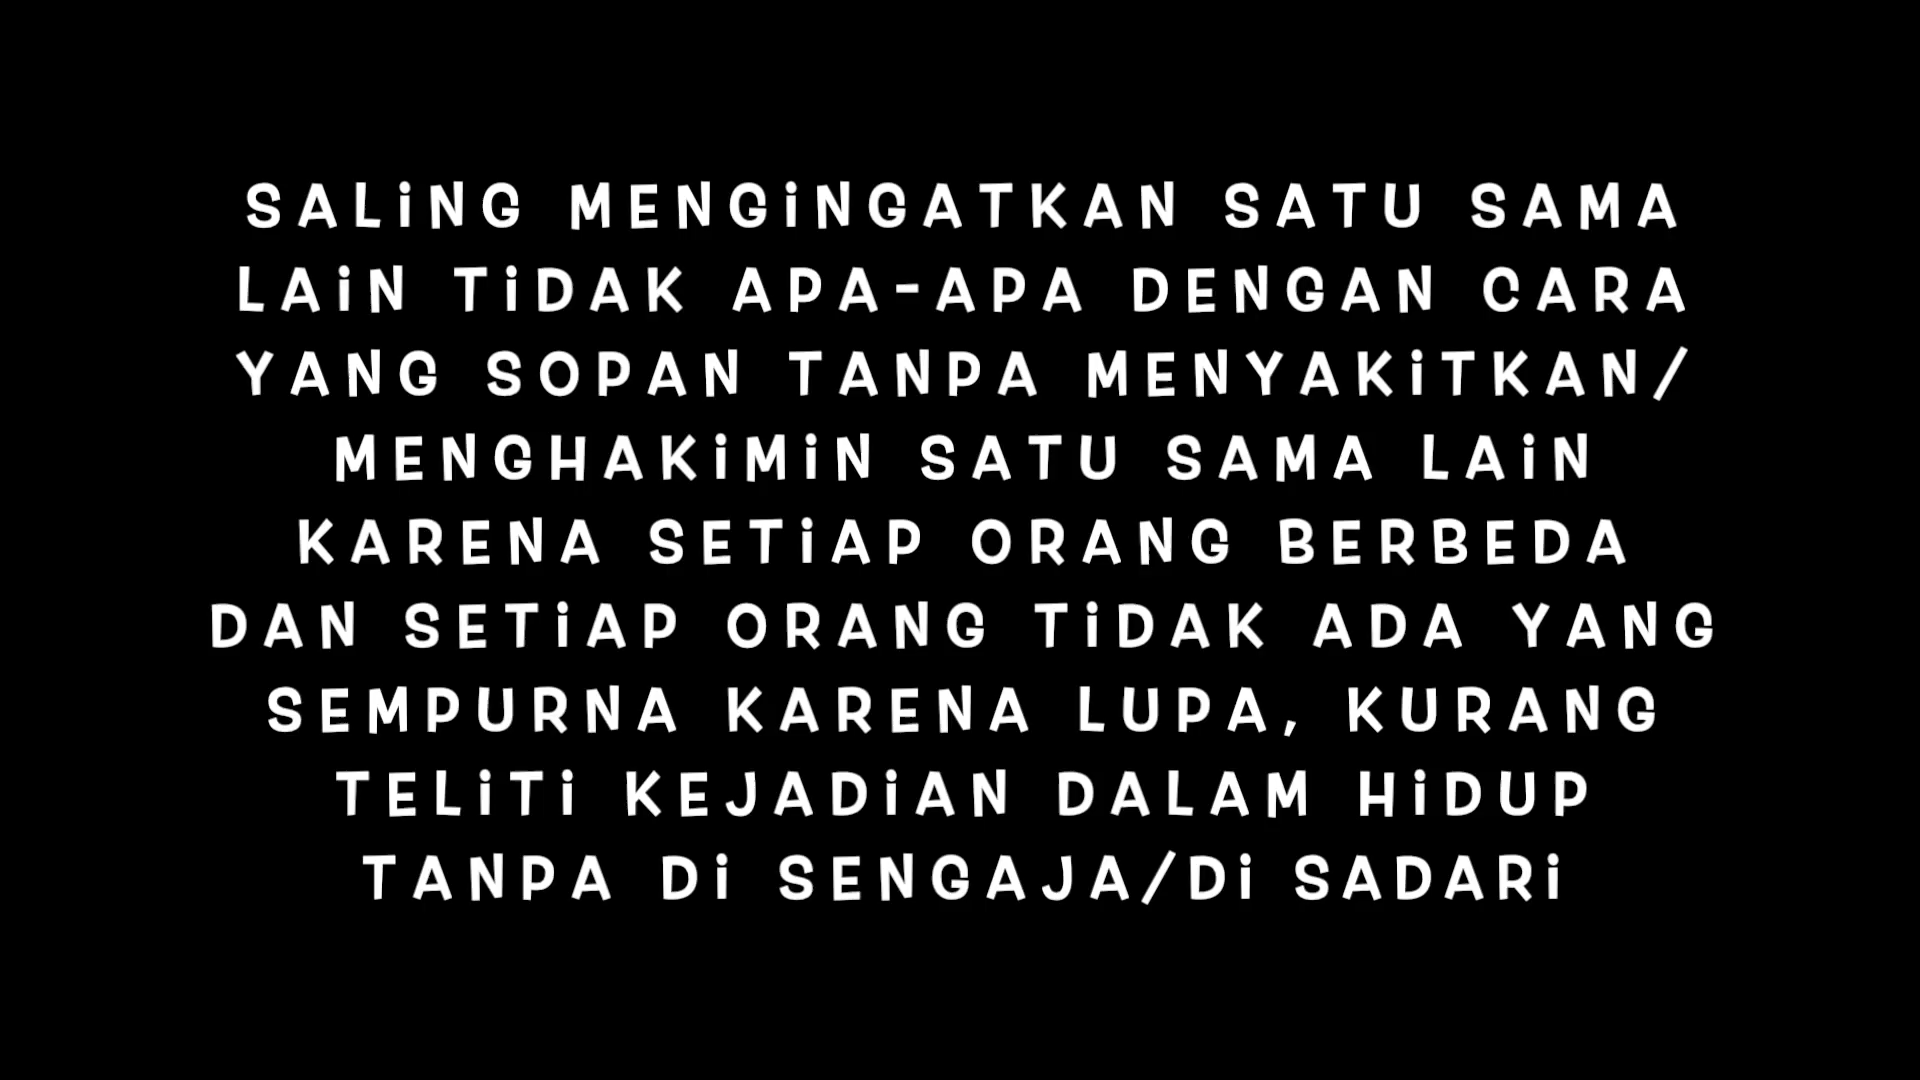 SALiNG MENGiNGATKAN SATU SAMA
LAiN TiDAK APA-APA DENGAN CARA
YANG SOPAN TANPA MENYAKiTKAN/
MENGHAKiMiN SATU SAMA LAiN
KARENA SETiAP ORANG BERBEDA
DAN SETiAP ORANG TiDAK ADA YANG
SEMPURNA KARENA LUPA, KURANG
TELiTi KEJADiAN DALAM HiDUP
TANPA Di SENGAJA/Di SADARi